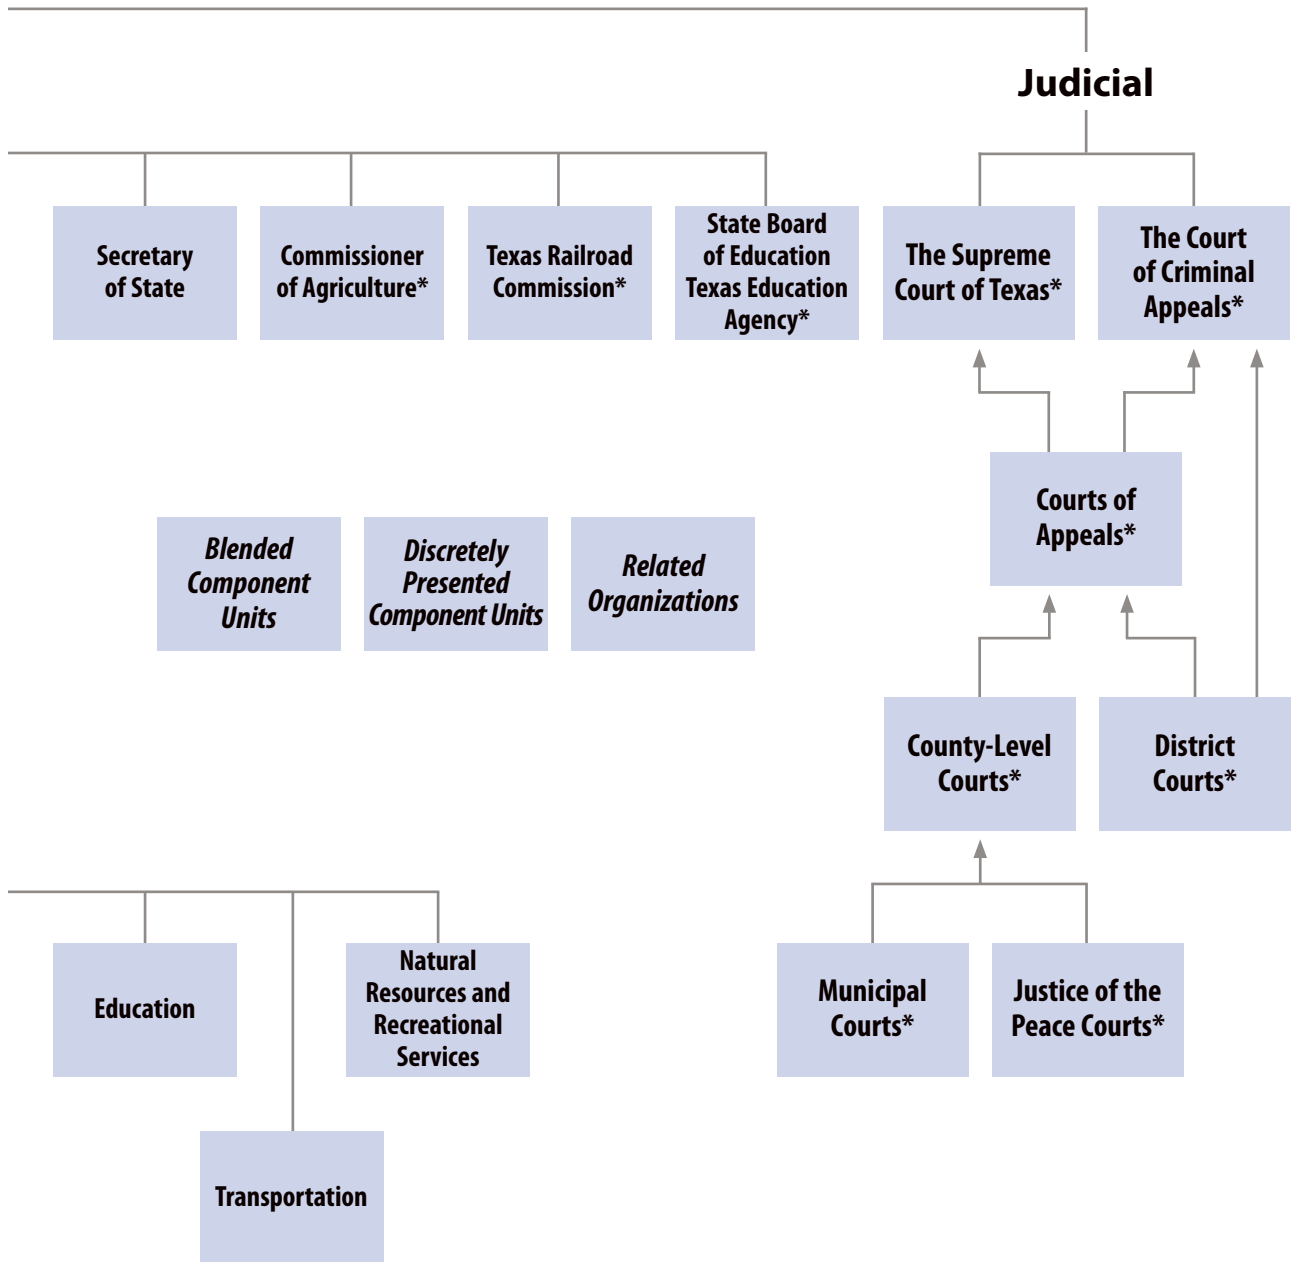 Judicial
Secretary
of State
Commissioner
of Agriculture*
Texas Railroad
Commission*
State Board
of Education
Texas Education
Agency*
The Supreme
Court of Texas*
The Court
of Criminal
Appeals*
Courts of
Appeals*
Blended
Component
Units
Discretely
Presented
Component Units
Related
Organizations
County-Level
Courts*
District
Courts*
Education
Natural
Resources and
Recreational
Services
Municipal
Courts*
Justice of the
Peace Courts*
Transportation